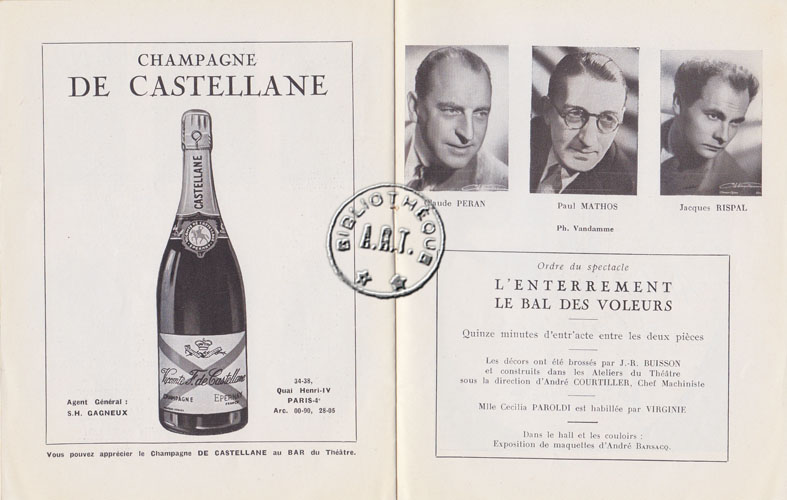 CHAMPAGNE
DE CASTELLANE
CASTELLANE
Vicomte F. de Castellane
CHAMPAGNE
EPERNAY
FRANCE
Agent Général :
S.H. GAGNEUX
34-38,
Quai Henri-IV
PARIS-4e
Arc. 00-90, 28-05
Vous pouvez apprécier le Champagne DE CASTELLANE au BAR du Théâtre.
BIBLIOTHÈQUE
A.R.T.
aude PERAN
Paul MATHOS
Jacques RISPAL
Ph. Vandamme
Ordre du spectacle
L'ENTERREMENT
LE BAL DES VOLEURS
Quinze minutes d'entr'acte entre les deux pièces
Les décors ont été brossés par J.-R. BUISSON
et construits dans les Ateliers du Théâtre
sous la direction d'André COURTILLER, Chef Machiniste
Mlle Cecilia PAROLDI est habillée par VIRGINIE
Dans le hall et les couloirs :
Exposition de maquettes d'André BARSACQ.